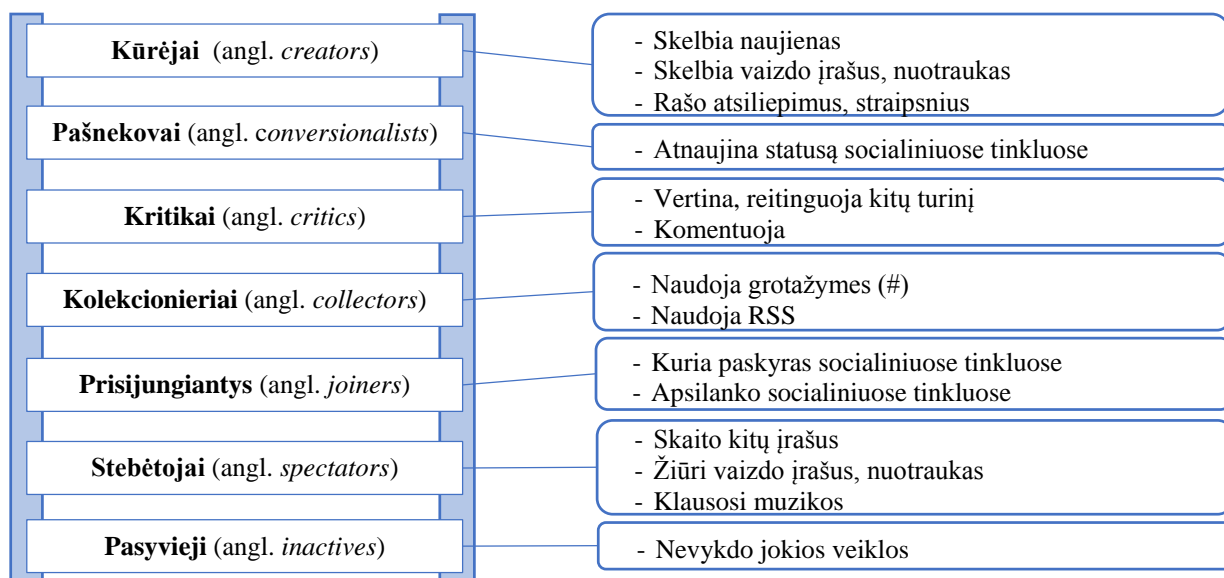 Kūrėjai (angl. creators)
- Skelbia naujienas
- Skelbia vaizdo įrašus, nuotraukas
- Rašo atsiliepimus, straipsnius
Pašnekovai (angl. conversionalists)
- Atnaujina statusą socialiniuose tinkluose
Kritikai (angl. critics)
- Vertina, reitinguoja kitų turinį
- Komentuoja
Kolekcionieriai (angl. collectors)
- Naudoja grotažymes (#)
- Naudoja RSS
Prisijungiantys (angl. joiners)
- Kuria paskyras socialiniuose tinkluose
- Apsilanko socialiniuose tinkluose
Stebėtojai (angl. spectators)
- Skaito kitų įrašus
- Žiūri vaizdo įrašus, nuotraukas
- Klausosi muzikos
Pasyvieji (angl. inactives)
- Nevykdo jokios veiklos